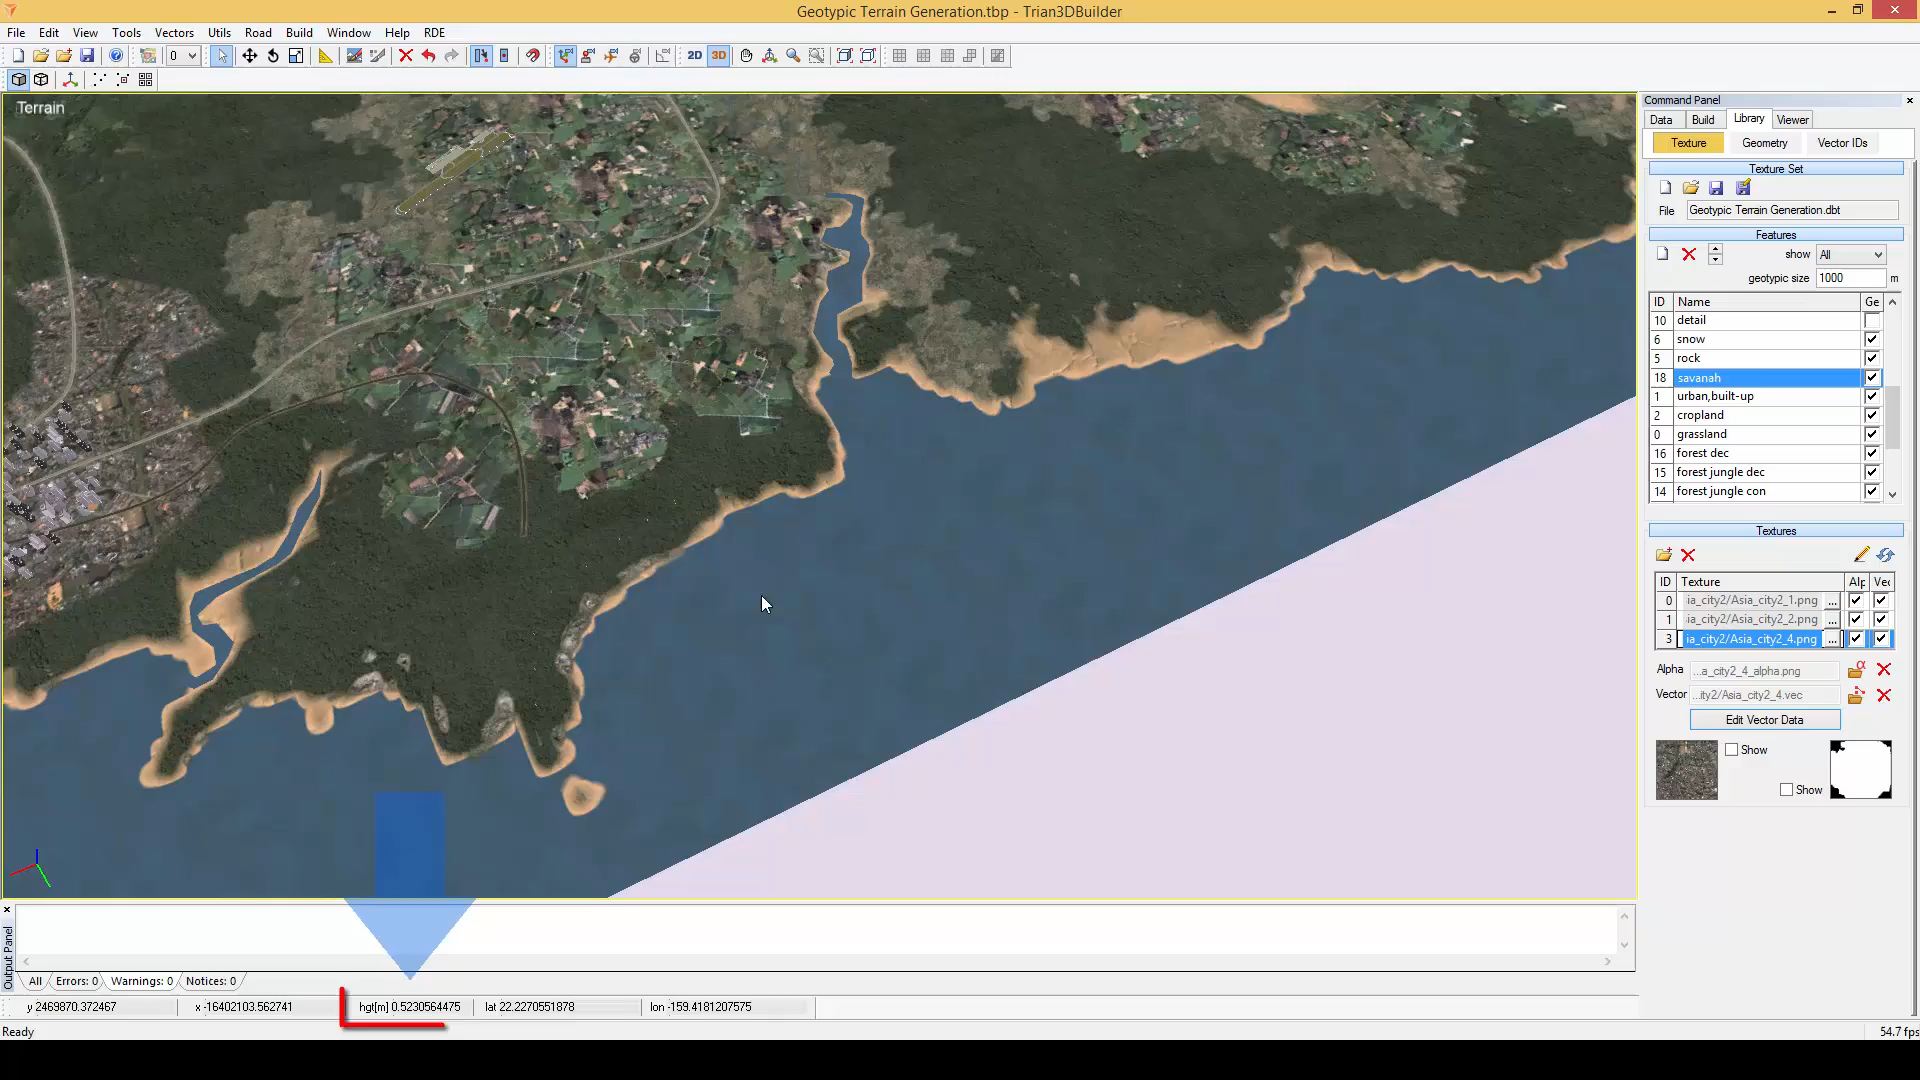 Geotypic Terrain Generation.tbp - Trian3DBuilder
File Edit View Tools Vectors Utils Road Build Window Help RDE
0 2D 3D
Terrain
Command Panel
Data Build Library Viewer
Texture Geometry Vector IDs
Texture Set
File Geotypic Terrain Generation.dbt
Features
show All
geotypic size 1000 m
ID Name Ge
10 detail
6 snow
5 rock
18 savanah
1 urban,built-up
2 cropland
0 grassland
16 forest dec
15 forest jungle dec
14 forest jungle con
Textures
ID Texture Alp Vec
0 ia_city2/Asia_city2_1.png ...
1 ia_city2/Asia_city2_2.png ...
3 ia_city2/Asia_city2_4.png ...
Alpha ...a_city2_4_alpha.png
Vector ...ity2/Asia_city2_4.vec
Edit Vector Data
Show
Show
Output Panel
All Errors: 0 Warnings: 0 Notices: 0
y 2469870.372467 x -16402103.562741 hgt[m] 0.5230564475 lat 22.2270551878 lon -159.4181207575
Ready 54.7 fps